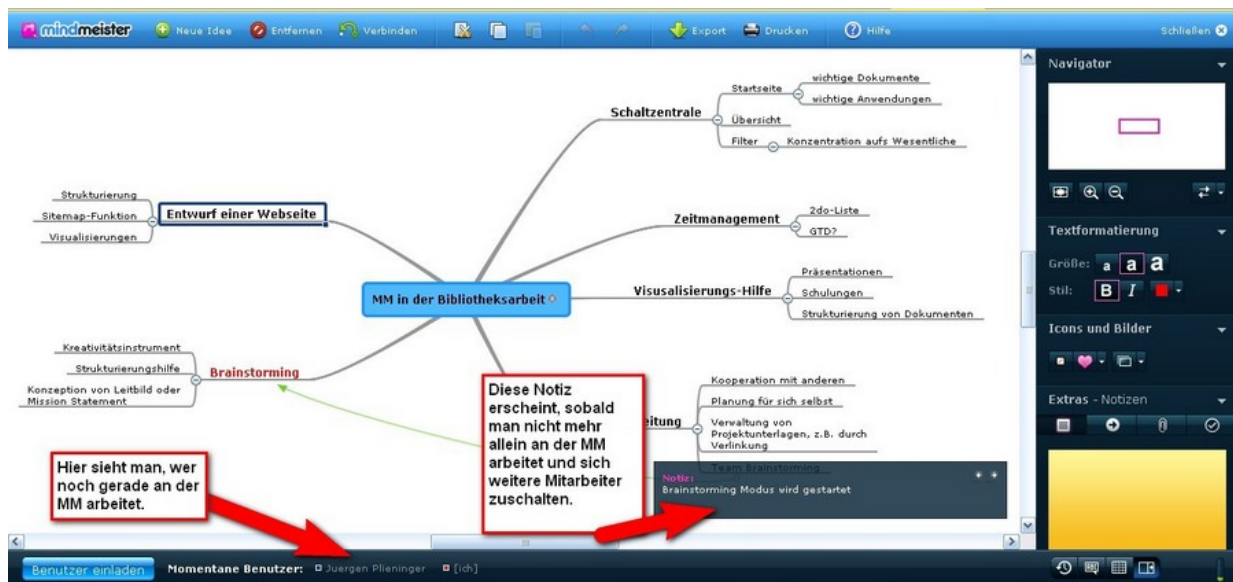 mindmeister
Neue Idee
Entfernen
Verbinden
Export
Drucken
Hilfe
Schließen
Navigator
wichtige Dokumente
Startseite
wichtige Anwendungen
Schaltzentrale
Übersicht
Filter
Konzentration aufs Wesentliche
Strukturierung
Sitemap-Funktion
Visualisierungen
Entwurf einer Webseite
Zeitmanagement
2do-Liste
GTD?
MM in der Bibliotheksarbeit
Visusalisierungs-Hilfe
Präsentationen
Schulungen
Strukturierung von Dokumenten
Kreativitätsinstrument
Strukturierungshilfe
Konzeption von Leitbild oder
Mission Statement
Brainstorming
Diese Notiz
erscheint, sobald
man nicht mehr
allein an der MM
arbeitet und sich
weitere Mitarbeiter
zuschalten.
eitung
Kooperation mit anderen
Planung für sich selbst
Verwaltung von
Projektunterlagen, z.B. durch
Verlinkung
Team Brainstorming
Notiz:
Brainstorming Modus wird gestartet
Hier sieht man, wer
noch gerade an der
MM arbeitet.
Textformatierung
Größe: a a a
Stil: B I
Icons und Bilder
Extras - Notizen
Benutzer einladen
Momentane Benutzer: Juergen Plieninger [ich]